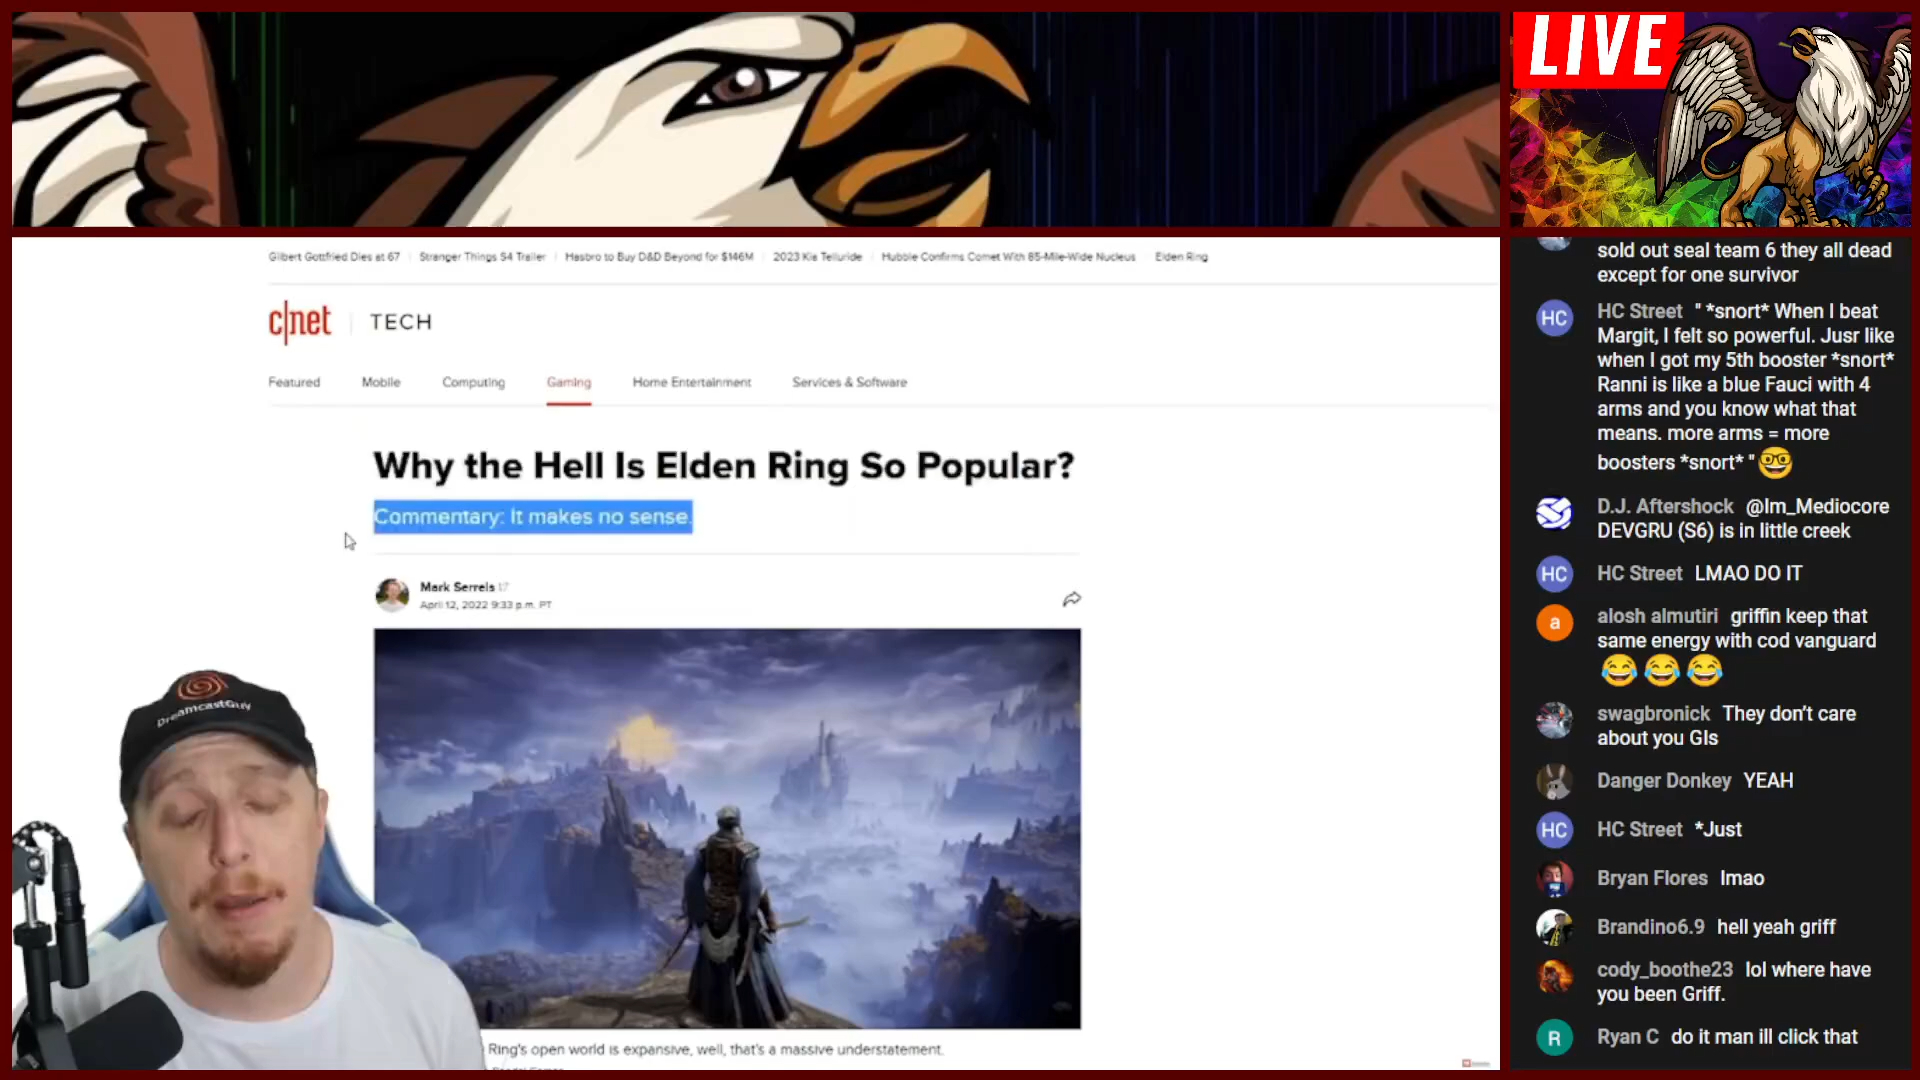 LIVE
Gilbert Gottfried Dies at 67 Stranger Things S4 Trailer Hasbro to Buy D&D Beyond for $146M 2023 Kia Telluride Hubble Confirms Comet With 85-Mile-Wide Nucleus Elden Ring
c|net TECH
Featured Mobile Computing Gaming Home Entertainment Services & Software
Why the Hell Is Elden Ring So Popular?
Commentary: It makes no sense.
Mark Serrels
April 12, 2022 9:33 p.m. PT
DreamcastGuy
Ring's open world is expansive, well, that's a massive understatement.
sold out seal team 6 they all dead
except for one survivor
HC HC Street " *snort* When I beat
Margit, I felt so powerful. Jusr like
when I got my 5th booster *snort*
Ranni is like a blue Fauci with 4
arms and you know what that
means. more arms = more
boosters *snort* " 🤓
D.J. Aftershock @Im_Mediocore
DEVGRU (S6) is in little creek
HC HC Street LMAO DO IT
a alosh almutiri griffin keep that
same energy with cod vanguard
😂 😂 😂
swagbronick They don't care
about you GIs
Danger Donkey YEAH
HC HC Street *Just
Bryan Flores lmao
Brandino6.9 hell yeah griff
cody_boothe23 lol where have
you been Griff.
R Ryan C do it man ill click that